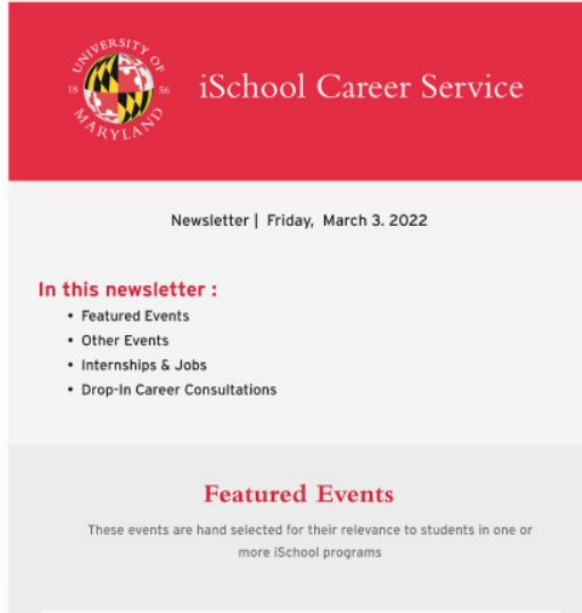 UNIVERSITY OF
18 56
MARYLAND
iSchool Career Service
Newsletter | Friday, March 3. 2022
In this newsletter :
• Featured Events
• Other Events
• Internships & Jobs
• Drop-In Career Consultations
Featured Events
These events are hand selected for their relevance to students in one or
more iSchool programs